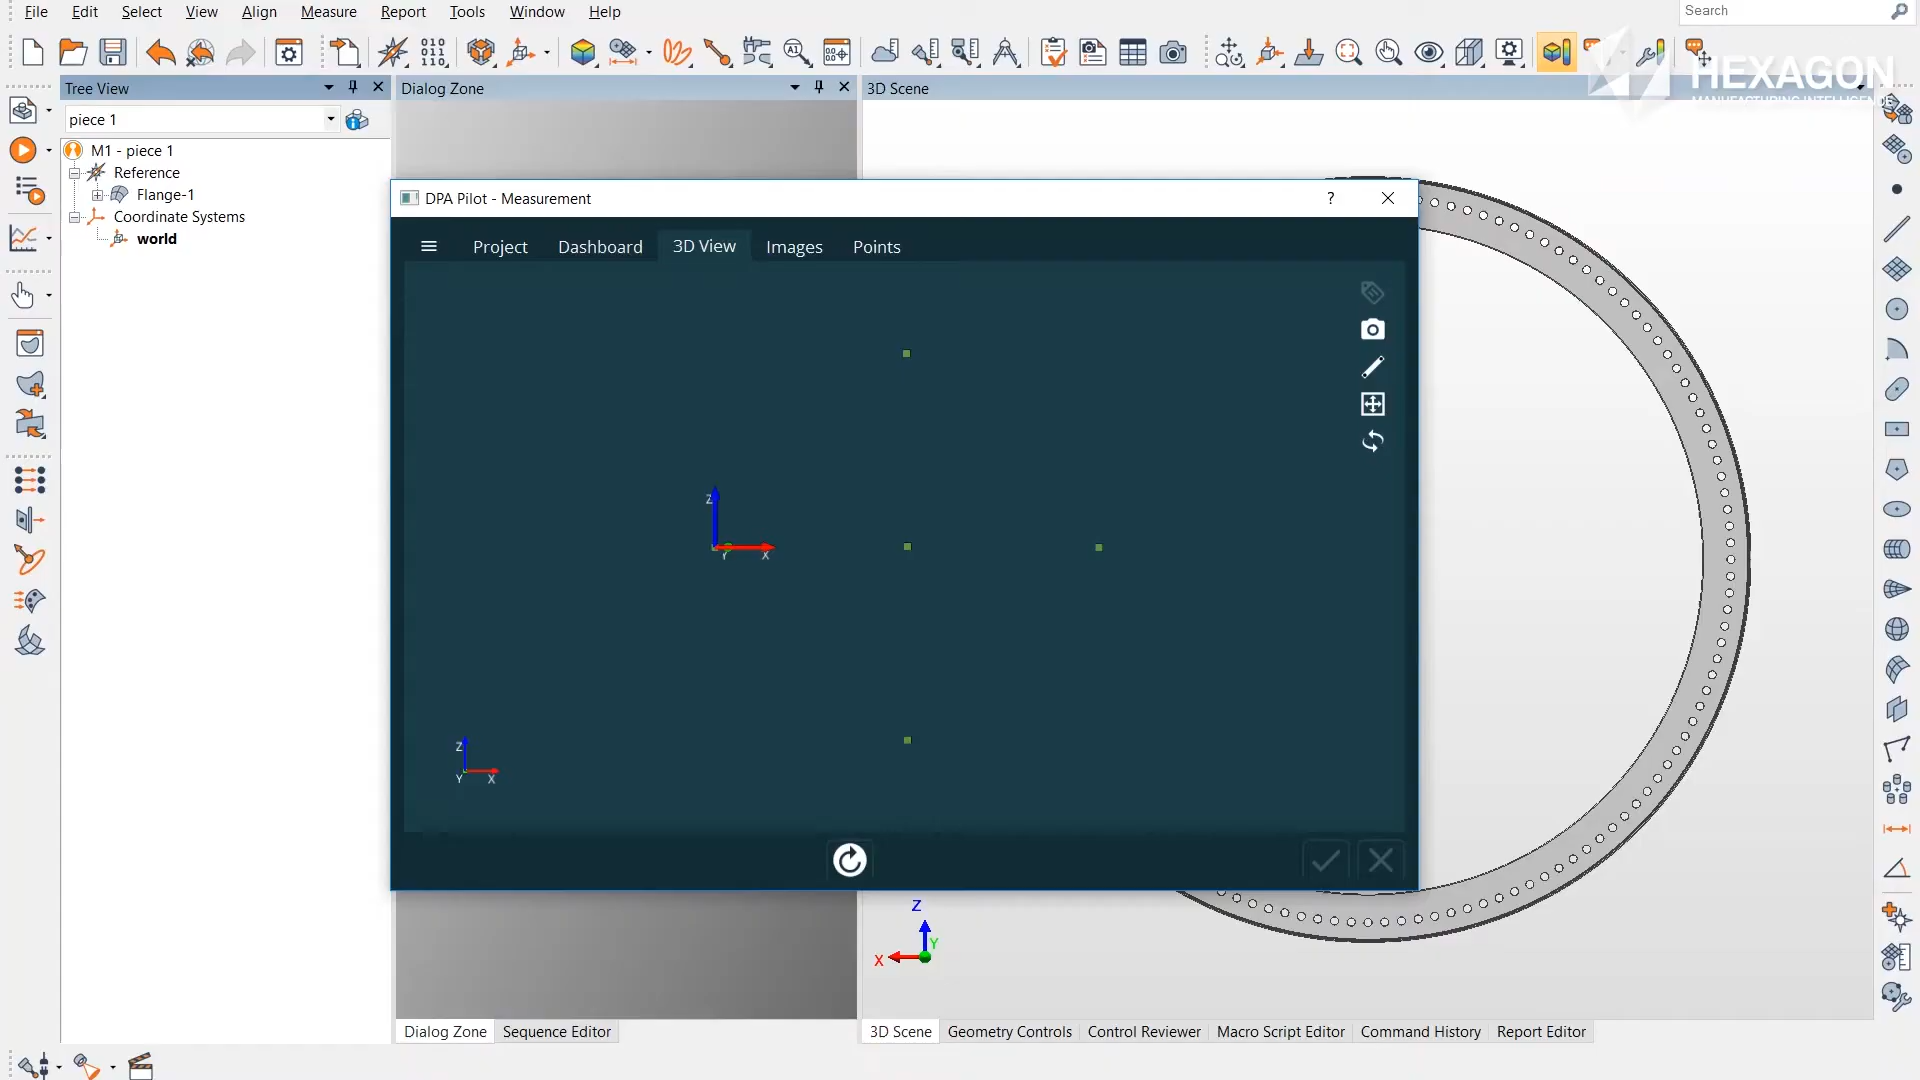 File Edit Select View Align Measure Report Tools Window Help
Search
HEXAGON
MANUFACTURING INTELLIGENCE
Tree View
Dialog Zone
3D Scene
piece 1
M1 - piece 1
Reference
Flange-1
Coordinate Systems
world
DPA Pilot - Measurement
?
Project Dashboard 3D View Images Points
Z
Y X
Z
Y X
Z
Y
X
Dialog Zone Sequence Editor
3D Scene Geometry Controls Control Reviewer Macro Script Editor Command History Report Editor